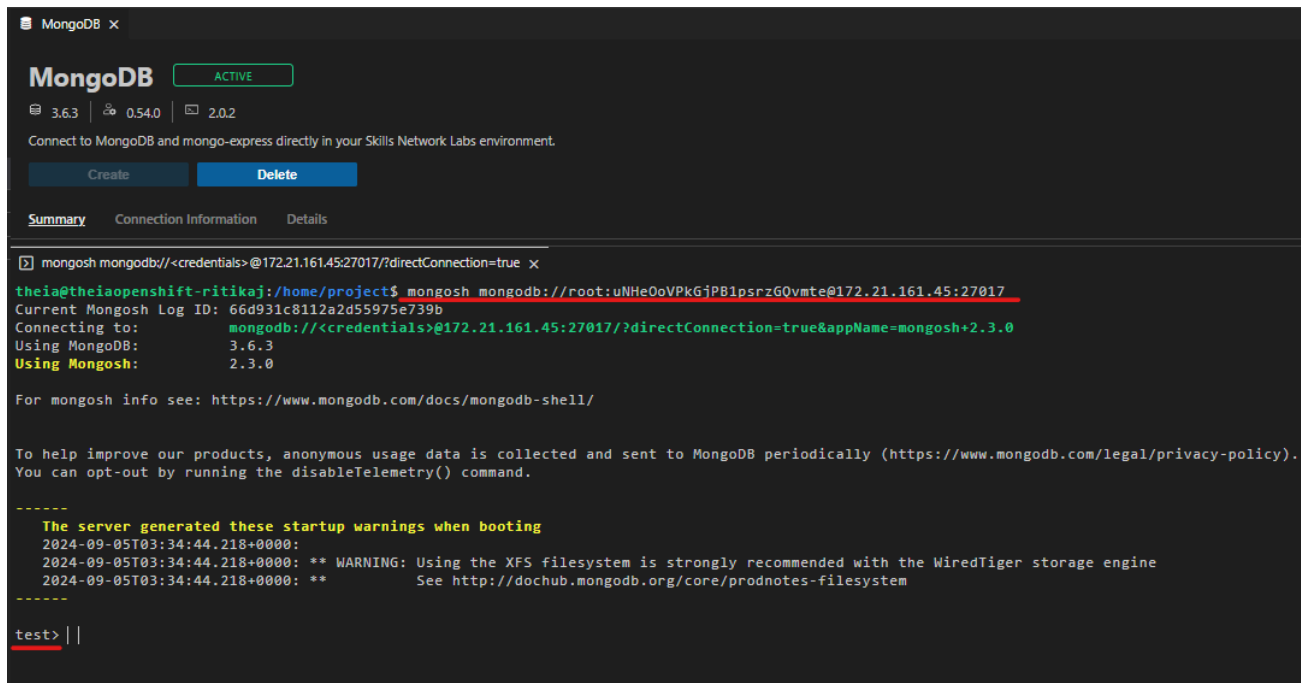 MongoDB ×
MongoDB ACTIVE
3.6.3 0.54.0 2.0.2
Connect to MongoDB and mongo-express directly in your Skills Network Labs environment.
Create Delete
Summary Connection Information Details
mongosh mongodb://<credentials>@172.21.161.45:27017/?directConnection=true ×
theia@theiaopenshift-ritikaj:/home/project$ mongosh mongodb://root:uNHeOoVPkGjPB1psrzGQvmte@172.21.161.45:27017
Current Mongosh Log ID: 66d931c8112a2d55975e739b
Connecting to: mongodb://<credentials>@172.21.161.45:27017/?directConnection=true&appName=mongosh+2.3.0
Using MongoDB: 3.6.3
Using Mongosh: 2.3.0
For mongosh info see: https://www.mongodb.com/docs/mongodb-shell/
To help improve our products, anonymous usage data is collected and sent to MongoDB periodically (https://www.mongodb.com/legal/privacy-policy).
You can opt-out by running the disableTelemetry() command.
------
The server generated these startup warnings when booting
2024-09-05T03:34:44.218+0000:
2024-09-05T03:34:44.218+0000: ** WARNING: Using the XFS filesystem is strongly recommended with the WiredTiger storage engine
2024-09-05T03:34:44.218+0000: ** See http://dochub.mongodb.org/core/prodnotes-filesystem
------
test>